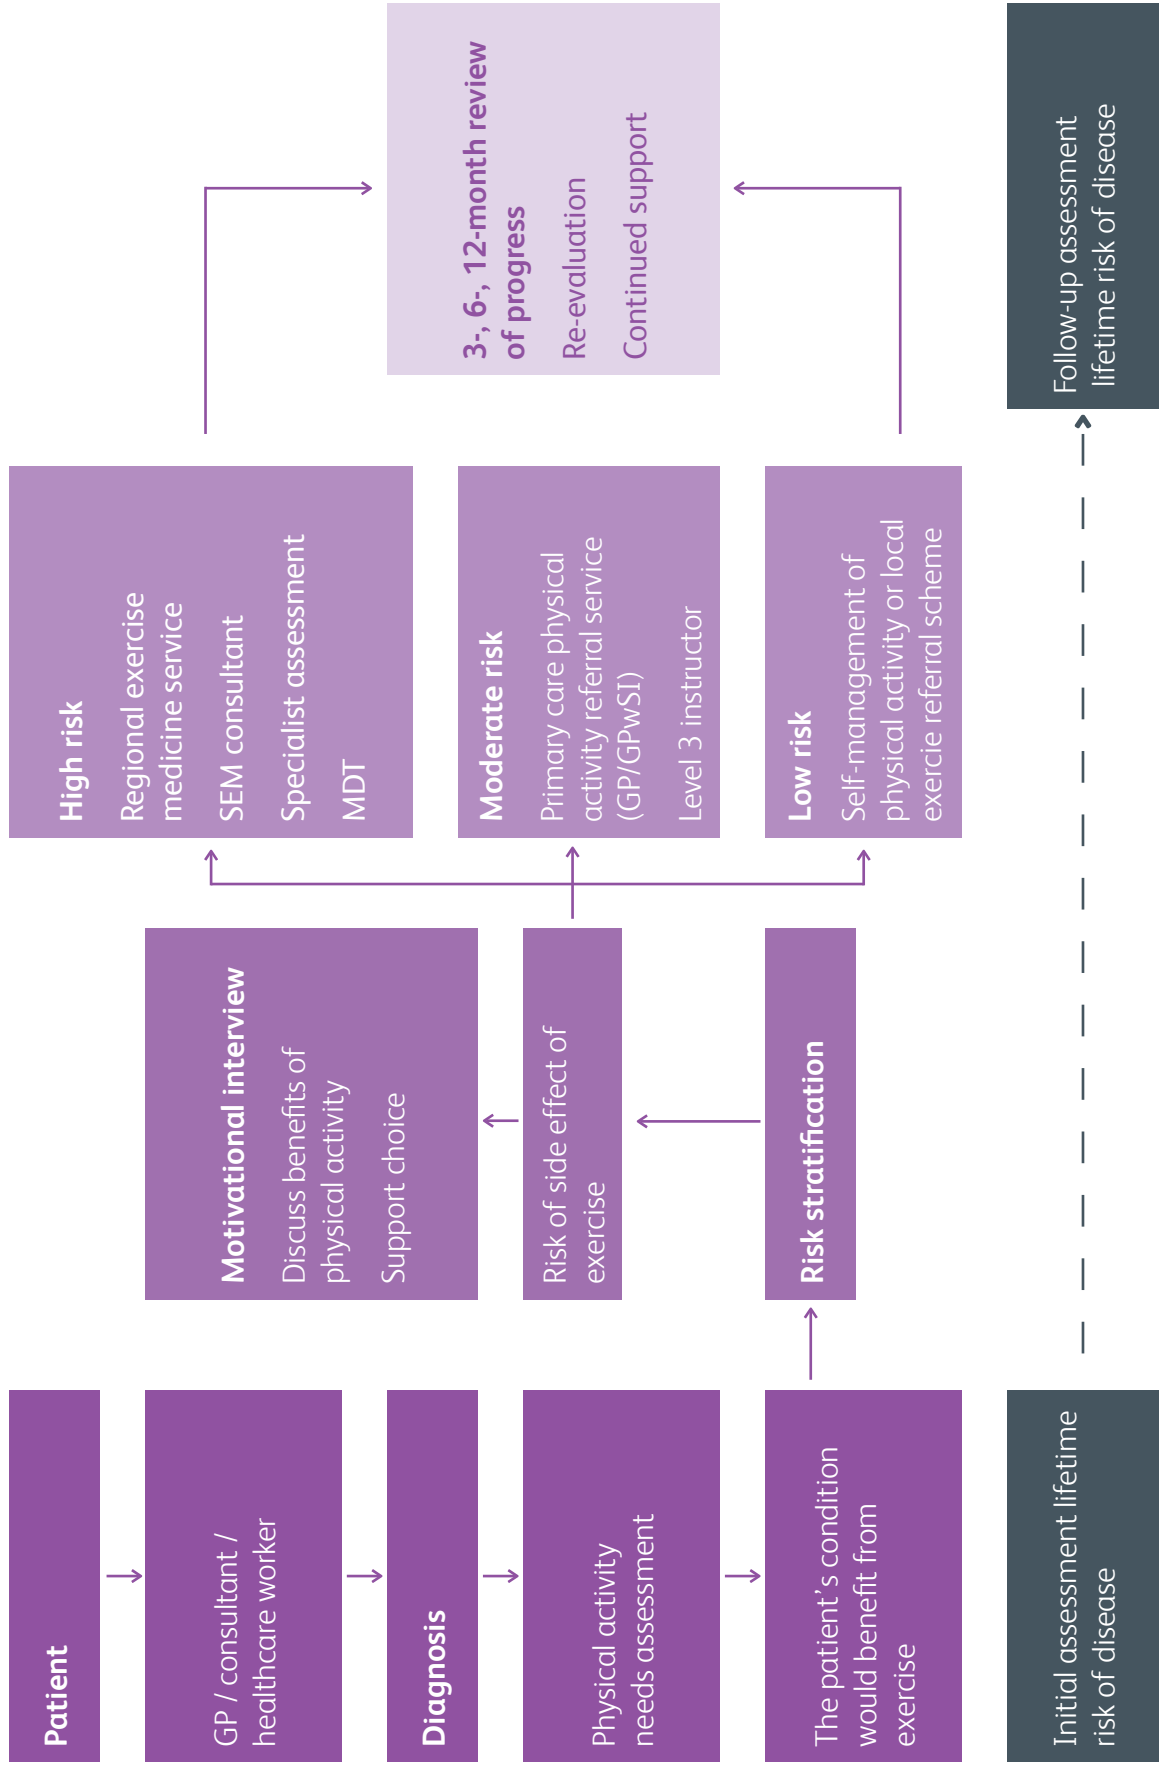 Patient
GP / consultant /
healthcare worker
Diagnosis
Physical activity
needs assessment
The patient’s condition
would benefit from
exercise
Motivational interview
Discuss benefits of
physical activity
Support choice
Risk of side effect of
exercise
Risk stratification
High risk
Regional exercise
medicine service
SEM consultant
Specialist assessment
MDT
Moderate risk
Primary care physical
activity referral service
(GP/GPwSI)
Level 3 instructor
Low risk
Self-management of
physical activity or local
exercie referral scheme
3-, 6-, 12-month review
of progress
Re-evaluation
Continued support
Initial assessment lifetime
risk of disease
Follow-up assessment
lifetime risk of disease